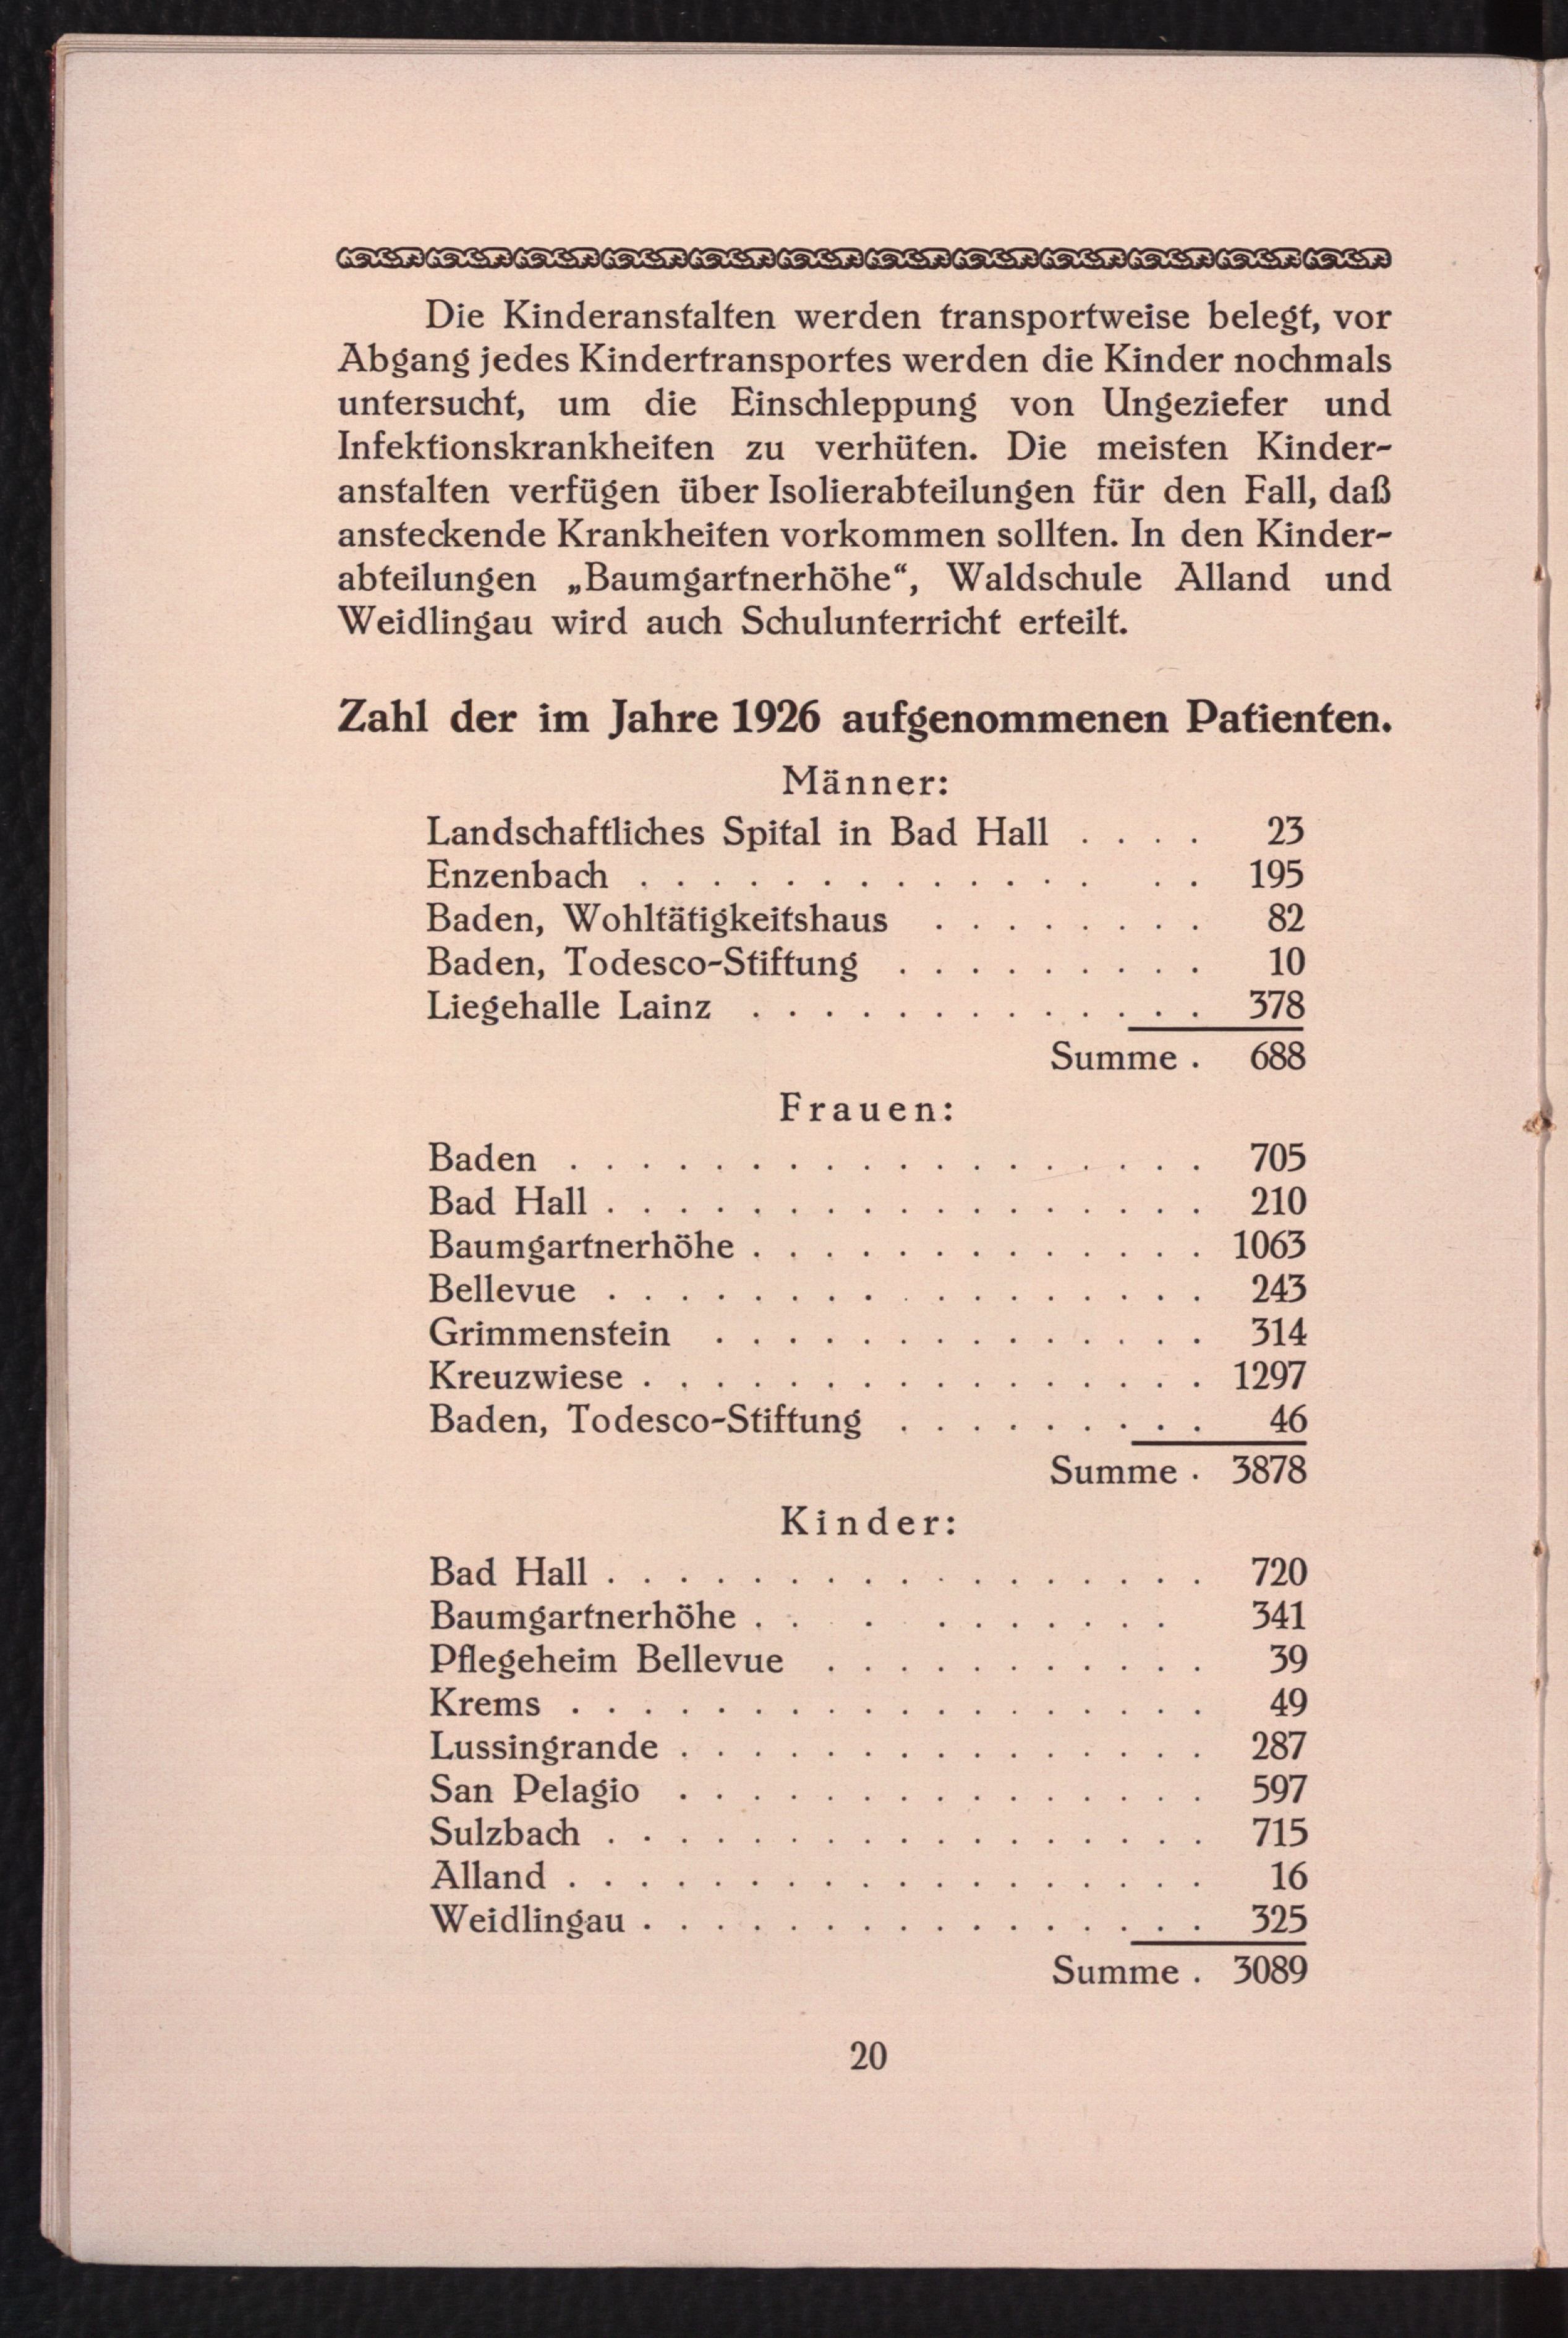 Die Kinderanstalten werden transportweise belegt, vor
Abgang jedes Kindertransportes werden die Kinder nochmals
untersucht, um die Einschleppung von Ungeziefer und
Infektionskrankheiten zu verhüten. Die meisten Kinder-
anstalten verfügen über Isolierabteilungen für den Fall, daß
ansteckende Krankheiten vorkommen sollten. In den Kinder-
abteilungen „Baumgartnerhöhe“, Waldschule Alland und
Weidlingau wird auch Schulunterricht erteilt.
Zahl der im Jahre 1926 aufgenommenen Patienten.
Männer:
Landschaftliches Spital in Bad Hall . . . . 23
Enzenbach . . . . . . . . . . . . . . . 195
Baden, Wohltätigkeitshaus . . . . . . . . 82
Baden, Todesco-Stiftung . . . . . . . . . 10
Liegehalle Lainz . . . . . . . . . . . . . 378
Summe . 688
Frauen:
Baden . . . . . . . . . . . . . . . . . . 705
Bad Hall . . . . . . . . . . . . . . . . . 210
Baumgartnerhöhe . . . . . . . . . . . . . 1063
Bellevue . . . . . . . . . . . . . . . . . 243
Grimmenstein . . . . . . . . . . . . . . 314
Kreuzwiese . . . . . . . . . . . . . . . . 1297
Baden, Todesco-Stiftung . . . . . . . . . 46
Summe . 3878
Kinder:
Bad Hall . . . . . . . . . . . . . . . . . 720
Baumgartnerhöhe . . . . . . . . . . 341
Pflegeheim Bellevue . . . . . . . . . . . 39
Krems . . . . . . . . . . . . . . . . . . 49
Lussingrande . . . . . . . . . . . . . . . 287
San Pelagio . . . . . . . . . . . . . . . 597
Sulzbach . . . . . . . . . . . . . . . . . 715
Alland . . . . . . . . . . . . . . . . . . 16
Weidlingau . . . . . . . . . . . . . . . . 325
Summe . 3089
20